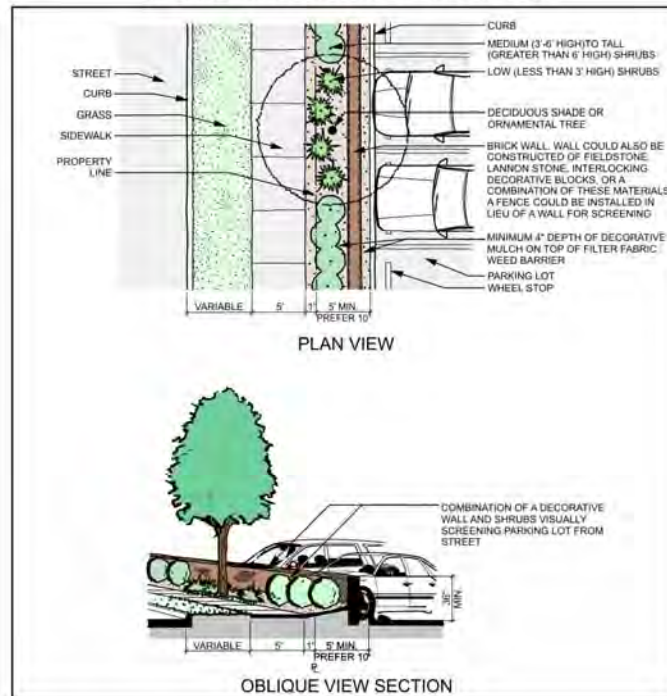 CURB
MEDIUM (3'-6' HIGH)TO TALL
(GREATER THAN 6' HIGH) SHRUBS
LOW (LESS THAN 3' HIGH) SHRUBS
DECIDUOUS SHADE OR
ORNAMENTAL TREE
BRICK WALL. WALL COULD ALSO BE
CONSTRUCTED OF FIELDSTONE,
LANNON STONE, INTERLOCKING
DECORATIVE BLOCKS, OR A
COMBINATION OF THESE MATERIALS.
A FENCE COULD BE INSTALLED IN
LIEU OF A WALL FOR SCREENING
MINIMUM 4" DEPTH OF DECORATIVE
MULCH ON TOP OF FILTER FABRIC
WEED BARRIER
PARKING LOT
WHEEL STOP
STREET
CURB
GRASS
SIDEWALK
PROPERTY
LINE
VARIABLE 5' 1' 5' MIN.
PREFER 10'
PLAN VIEW
COMBINATION OF A DECORATIVE
WALL AND SHRUBS VISUALLY
SCREENING PARKING LOT FROM
STREET
36"
MIN.
VARIABLE 5' 1' 5' MIN.
PREFER 10'
OBLIQUE VIEW SECTION